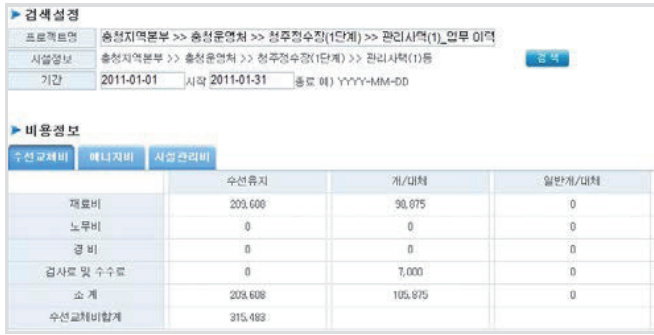 ▶ 검색설정
프로젝트명 충청지역본부 >> 충청운영처 >> 청주정수장(1단계) >> 관리사택(1)_업무 이력
시설정보 충청지역본부 >> 충청운영처 >> 청주정수장(1단계) >> 관리사택(1)동 검색
기간 2011-01-01 시작 2011-01-31 종료 예) YYYY-MM-DD
▶ 비용정보
수선교체비 에너지비 시설관리비
수선유지 개/대체 일반개/대체
재료비 209,608 98,875 0
노무비 0 0 0
경 비 0 0 0
검사료 및 수수료 0 7,000 0
소 계 209,608 105,875 0
수선교체비합계 315,483